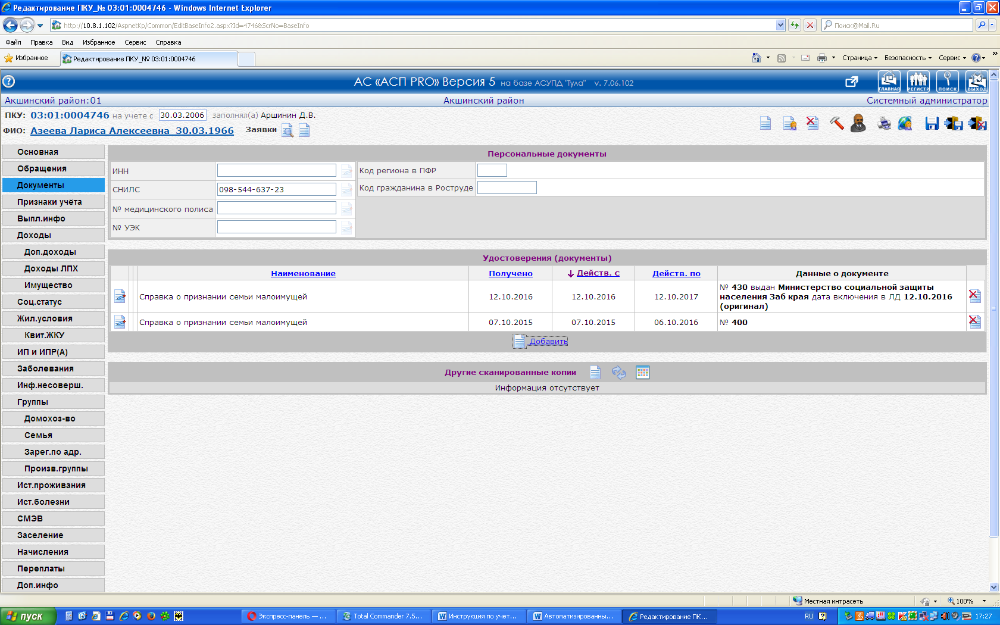 Редактирование ПКУ_№ 03:01:0004746 - Windows Internet Explorer
http://10.8.1.102/AspnetKp/Common/EditBaseInfo2.aspx?Id=4746&ScrNo=BaseInfo
Поиск@Mail.Ru
Файл Правка Вид Избранное Сервис Справка
Избранное Редактирование ПКУ_№ 03:01:0004746 Страница Безопасность Сервис
АС «АСП PRO» Версия 5 на базе АСУПД "Тула" v. 7.06.102
ГЛАВНАЯ РЕГИСТР ПОИСК ВЫХОД
Акшинский район:01 Акшинский район Системный администратор
ПКУ: 03:01:0004746 на учете с 30.03.2006 заполнял(а) Аршинин Д.В.
ФИО: Азеева Лариса Алексеевна 30.03.1966 Заявки
Основная
Обращения
Документы
Признаки учёта
Выпл.инфо
Доходы
Доп.доходы
Доходы ЛПХ
Имущество
Соц.статус
Жил.условия
Квит.ЖКУ
ИП и ИПР(А)
Заболевания
Инф.несоверш.
Группы
Домохоз-во
Семья
Зарег.по адр.
Произв.группы
Ист.проживания
Ист.болезни
СМЭВ
Заселение
Начисления
Переплаты
Доп.инфо
Персональные документы
ИНН Код региона в ПФР
СНИЛС 098-544-637-23 Код гражданина в Роструде
№ медицинского полиса
№ УЭК
Удостоверения (документы)
Наименование Получено Действ. с Действ. по Данные о документе
Справка о признании семьи малоимущей 12.10.2016 12.10.2016 12.10.2017 № 430 выдан Министерство социальной защиты
населения Заб края дата включения в ЛД 12.10.2016
(оригинал)
Справка о признании семьи малоимущей 07.10.2015 07.10.2015 06.10.2016 № 400
Добавить
Другие сканированные копии
Информация отсутствует
Местная интрасеть 100%
пуск Экспресс-панель — ... Total Commander 7.5... Инструкция по учет... Автоматизированны... Редактирование ПК... RU 17:27